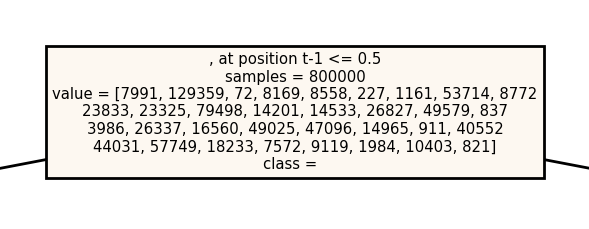 , at position t-1 <= 0.5
samples = 800000
value = [7991, 129359, 72, 8169, 8558, 227, 1161, 53714, 8772
23833, 23325, 79498, 14201, 14533, 26827, 49579, 837
3986, 26337, 16560, 49025, 47096, 14965, 911, 40552
44031, 57749, 18233, 7572, 9119, 1984, 10403, 821]
class =